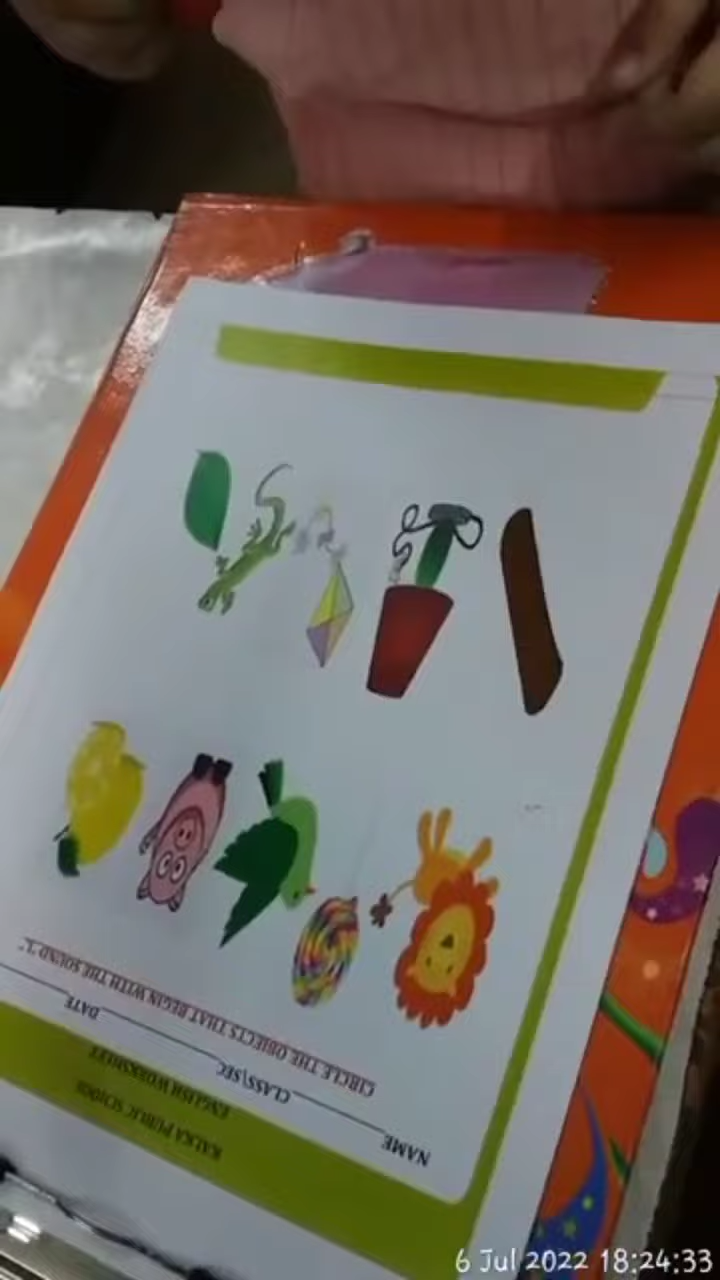 KALKA PUBLIC SCHOOL
ENGLISH WORKSHEET
NAME CLASS\SEC DATE
CIRCLE THE OBJECTS THAT BEGIN WITH THE SOUND "L"
6 Jul 2022 18:24:33